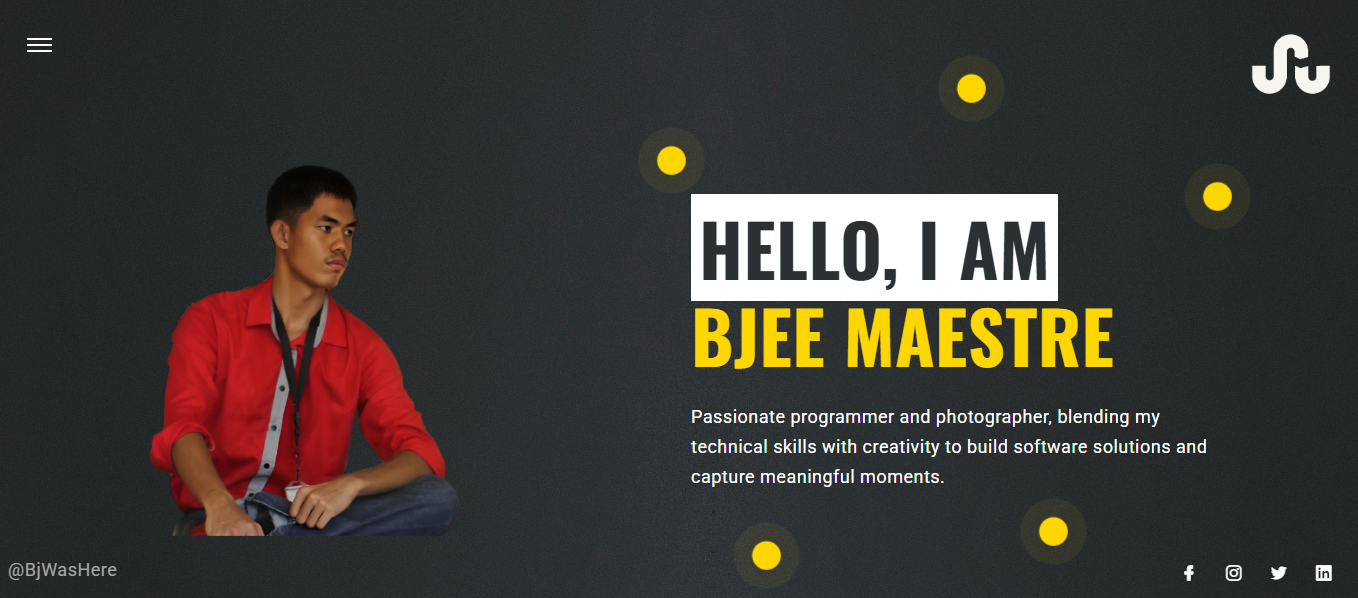 HELLO, I AM
BJEE MAESTRE
Passionate programmer and photographer, blending my
technical skills with creativity to build software solutions and
capture meaningful moments.
@BjWasHere